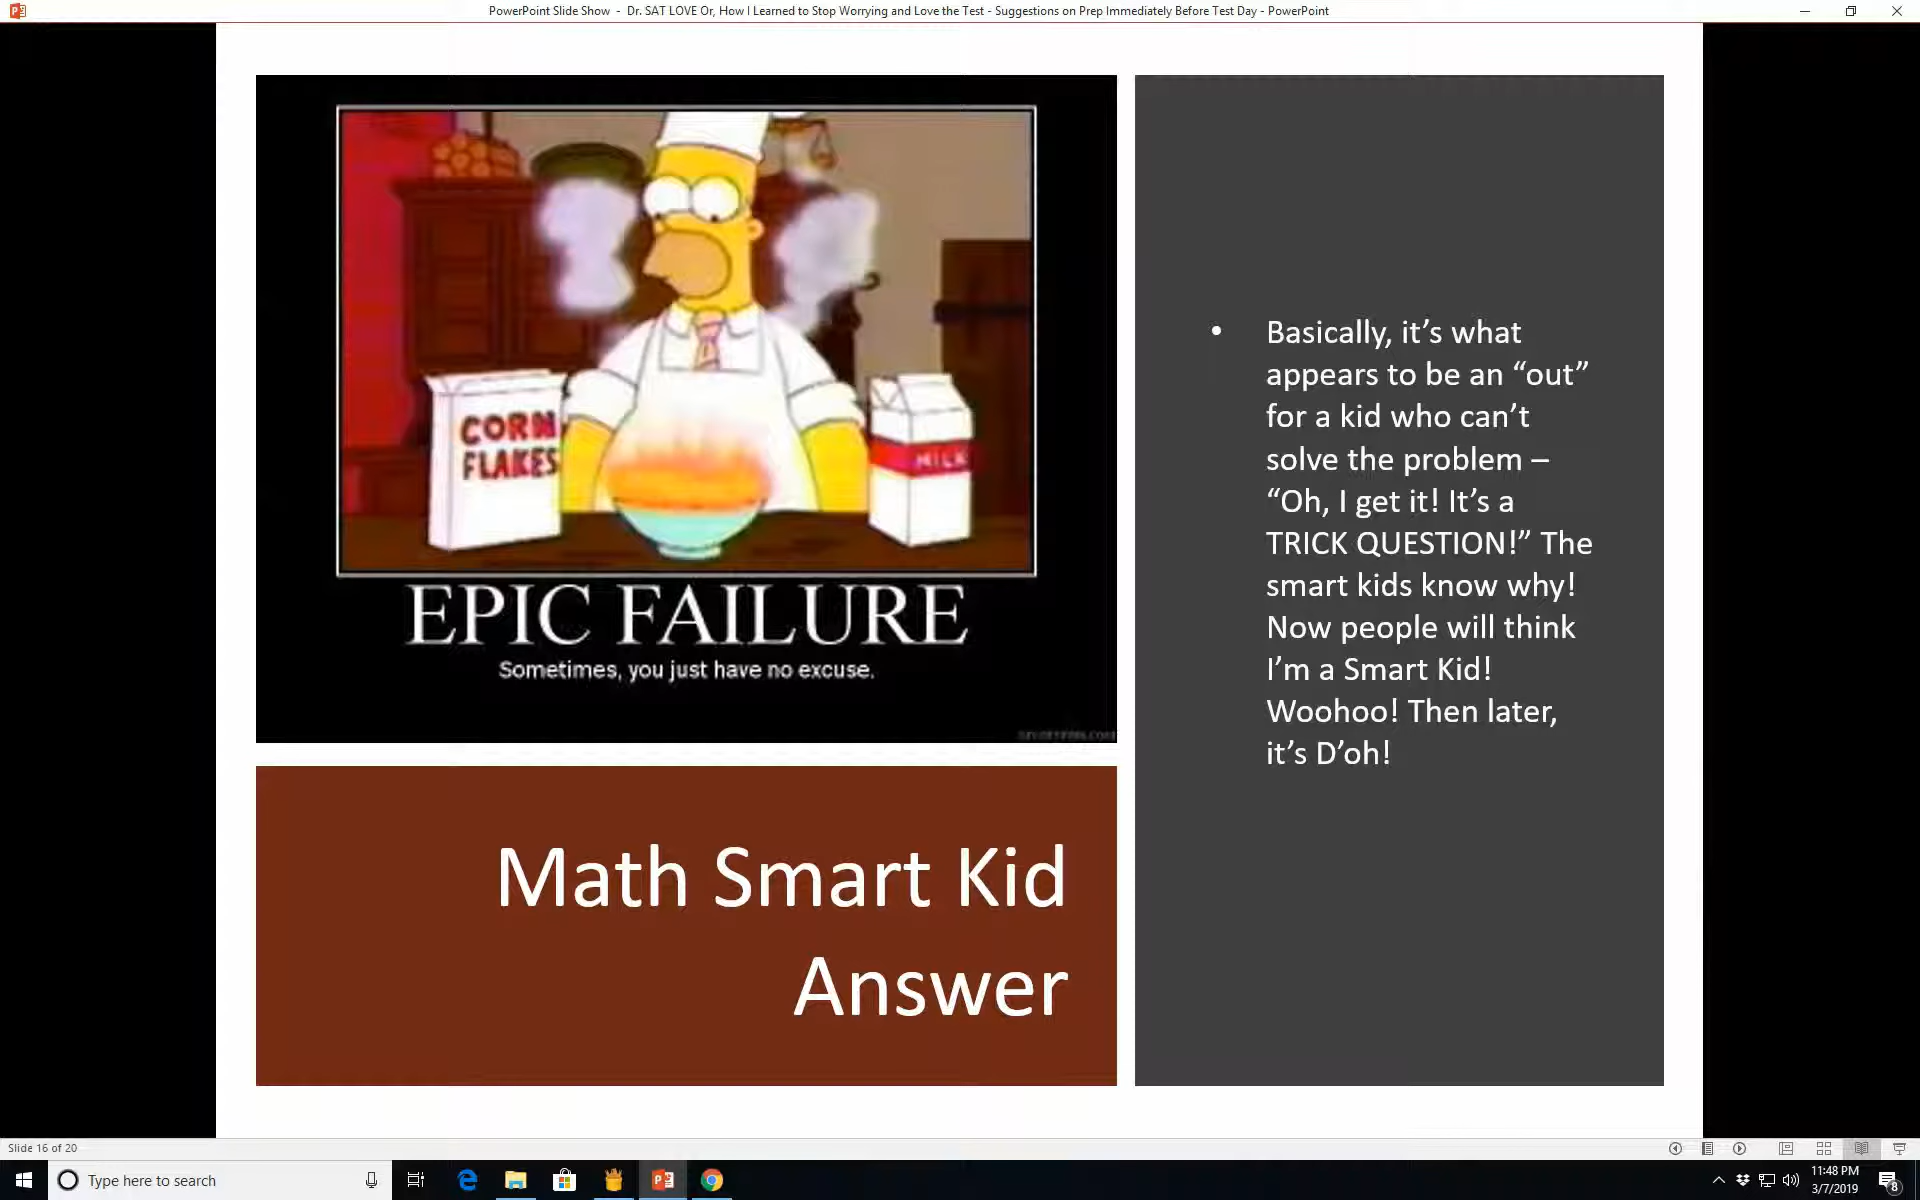 PowerPoint Slide Show - Dr. SAT LOVE Or, How I Learned to Stop Worrying and Love the Test - Suggestions on Prep Immediately Before Test Day - PowerPoint
CORN
FLAKES
MILK
EPIC FAILURE
Sometimes, you just have no excuse.
Math Smart Kid
Answer
• Basically, it’s what
appears to be an “out”
for a kid who can’t
solve the problem –
“Oh, I get it! It’s a
TRICK QUESTION!” The
smart kids know why!
Now people will think
I’m a Smart Kid!
Woohoo! Then later,
it’s D’oh!
Slide 16 of 20
Type here to search
11:48 PM
3/7/2019
8